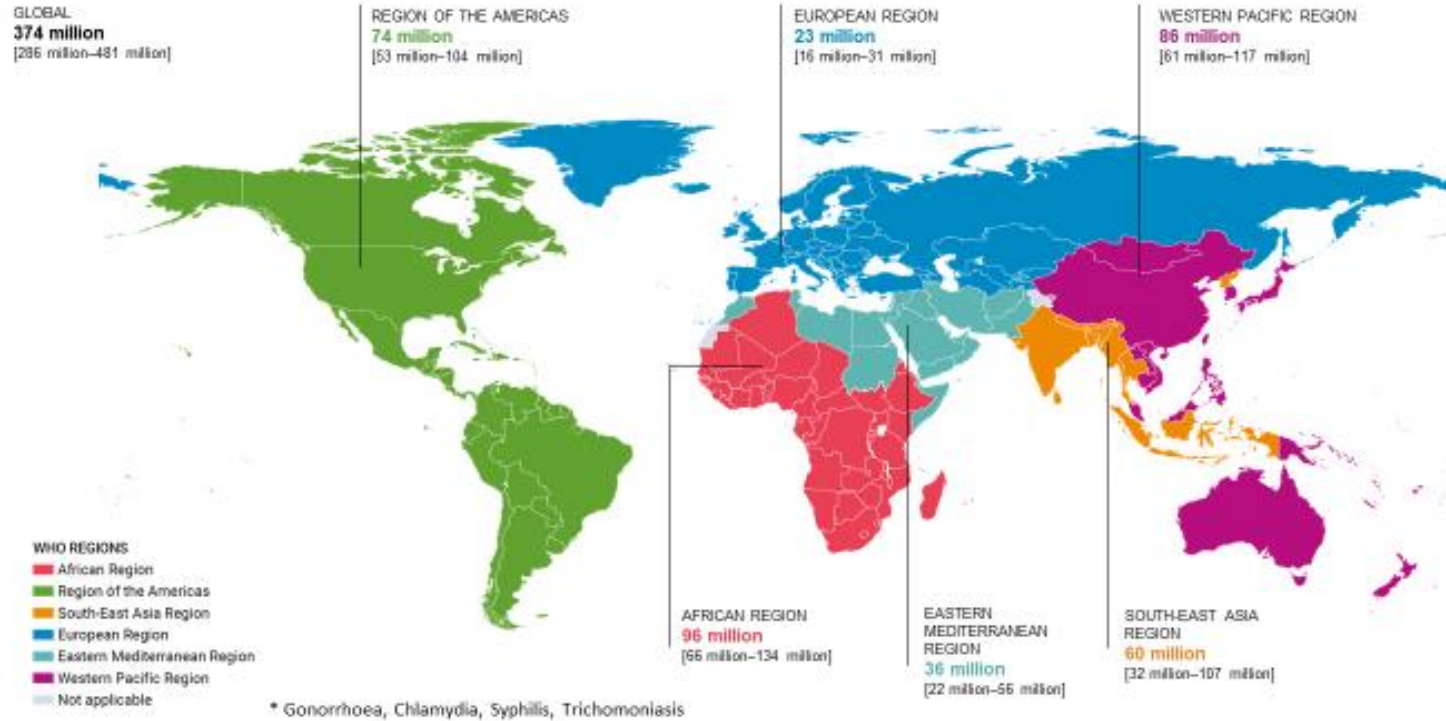 GLOBAL
374 million
[286 million–481 million]
REGION OF THE AMERICAS
74 million
[53 million–104 million]
EUROPEAN REGION
23 million
[16 million–31 million]
WESTERN PACIFIC REGION
86 million
[61 million–117 million]
WHO REGIONS
African Region
Region of the Americas
South-East Asia Region
European Region
Eastern Mediterranean Region
Western Pacific Region
Not applicable
AFRICAN REGION
96 million
[66 million–134 million]
EASTERN
MEDITERRANEAN
REGION
36 million
[22 million–56 million]
SOUTH-EAST ASIA
REGION
60 million
[32 million–107 million]
* Gonorrhoea, Chlamydia, Syphilis, Trichomoniasis